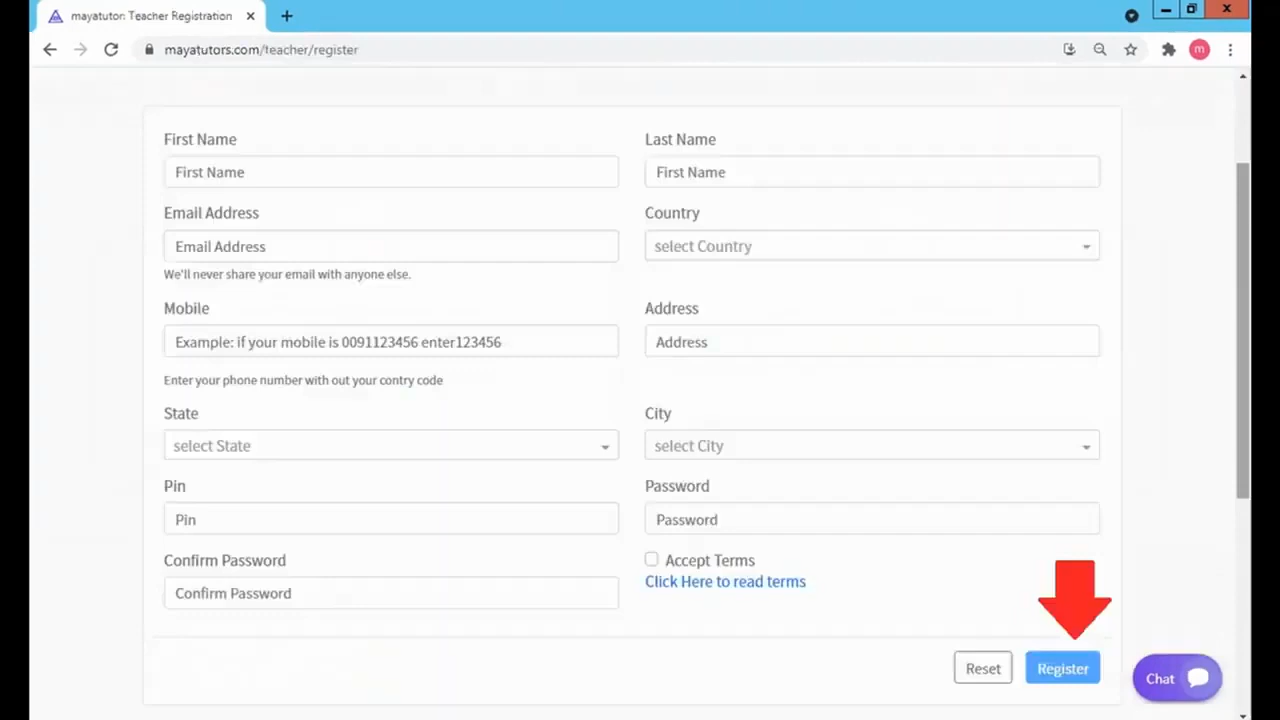 mayatutor: Teacher Registration
mayatutors.com/teacher/register
m
First Name
Last Name
First Name
First Name
Email Address
Country
Email Address
select Country
We'll never share your email with anyone else.
Mobile
Address
Example: if your mobile is 0091123456 enter123456
Address
Enter your phone number with out your contry code
State
City
select State
select City
Pin
Password
Pin
Password
Confirm Password
Accept Terms
Click Here to read terms
Confirm Password
Reset
Register
Chat